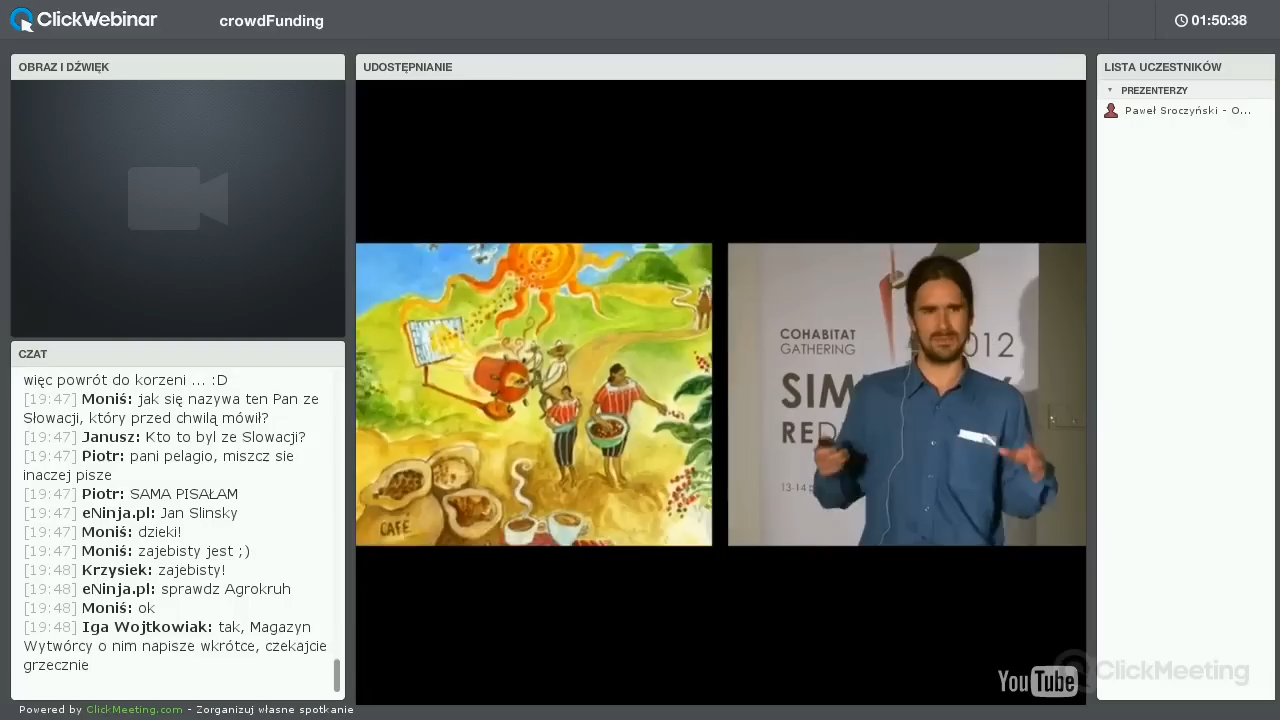 ClickWebinar
crowdFunding
01:50:38
OBRAZ I DŹWIĘK
UDOSTĘPNIANIE
LISTA UCZESTNIKÓW
PREZENTERZY
Paweł Sroczyński - O...
CZAT
więc powrót do korzeni ... :D
[19:47] Moniś: jak się nazywa ten Pan ze
Słowacji, który przed chwilą mówił?
[19:47] Janusz: Kto to byl ze Slowacji?
[19:47] Piotr: pani pelagio, miszcz sie
inaczej pisze
[19:47] Piotr: SAMA PISAŁAM
[19:47] eNinja.pl: Jan Slinsky
[19:47] Moniś: dzieki!
[19:47] Moniś: zajebisty jest ;)
[19:48] Krzysiek: zajebisty!
[19:48] eNinja.pl: sprawdz Agrokruh
[19:48] Moniś: ok
[19:48] Iga Wojtkowiak: tak, Magazyn
Wytwórcy o nim napisze wkrótce, czekajcie
grzecznie
CAFÉ
COHABITAT
GATHERING
2012
SIM
RED
13-14
YouTube
ClickMeeting
Powered by ClickMeeting.com - Zorganizuj własne spotkanie